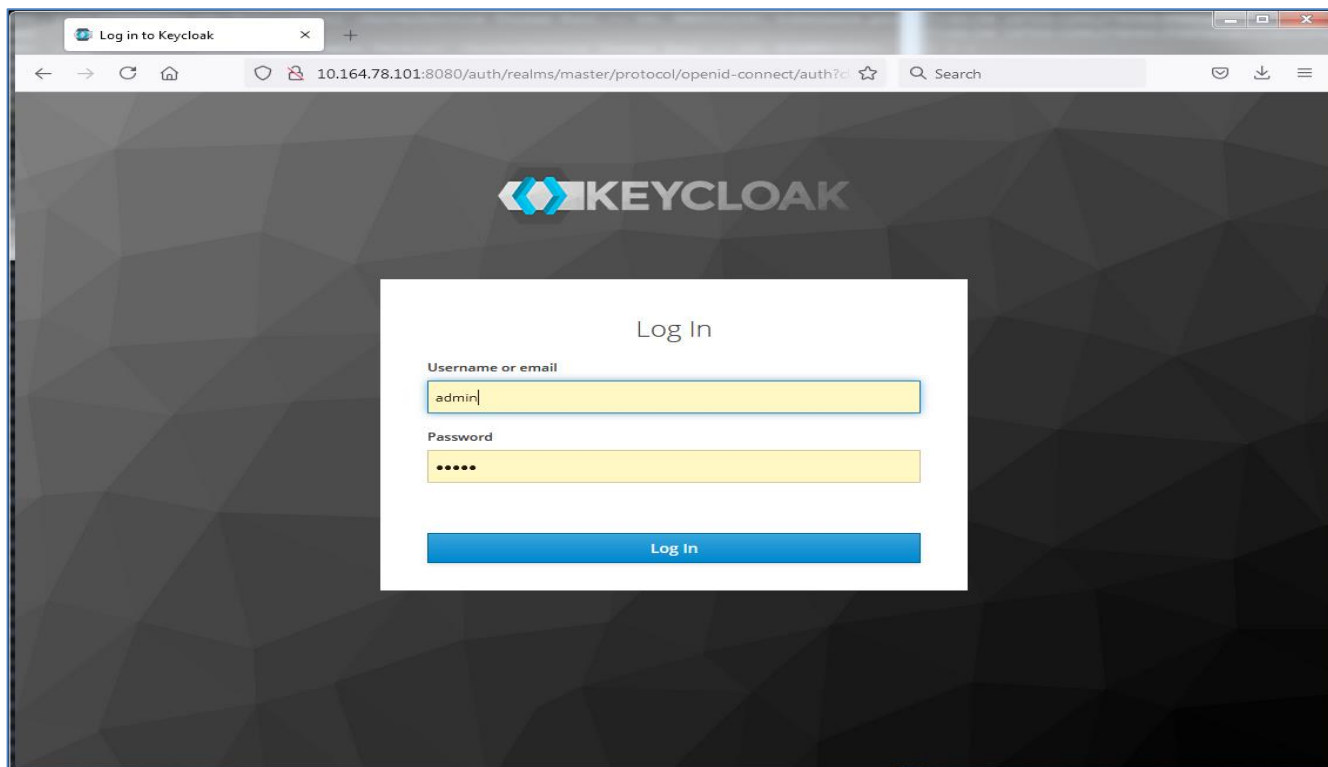 Log in to Keycloak
10.164.78.101:8080/auth/realms/master/protocol/openid-connect/auth?c
Search
KEYCLOAK
Log In
Username or email
admin
Password
•••••
Log In